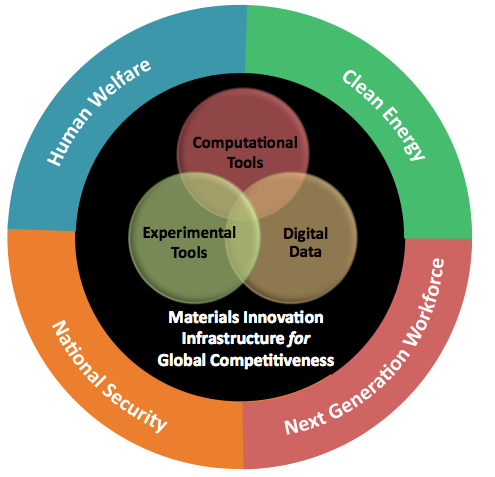 Human Welfare
Clean Energy
Computational
Tools
Experimental
Tools
Digital
Data
Materials Innovation
Infrastructure for
Global Competitiveness
National Security
Next Generation Workforce